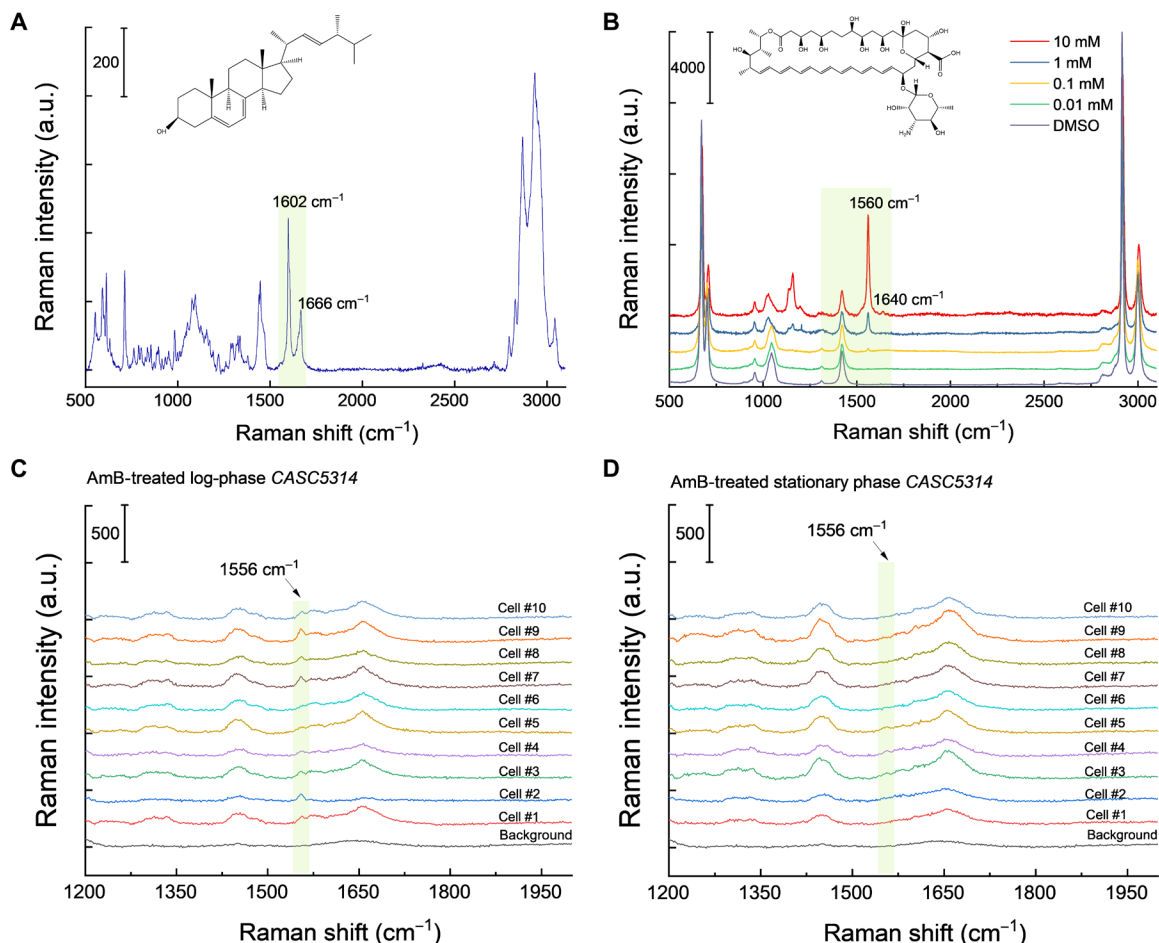 A
200
HO
H
H
H
1602 cm⁻¹
1666 cm⁻¹
Raman intensity (a.u.)
500
1000
1500
2000
2500
3000
Raman shift (cm⁻¹)
B
4000
10 mM
1 mM
0.1 mM
0.01 mM
DMSO
1560 cm⁻¹
1640 cm⁻¹
Raman intensity (a.u.)
500
1000
1500
2000
2500
3000
Raman shift (cm⁻¹)
C
AmB-treated log-phase CASC5314
500
1556 cm⁻¹
Cell #10
Cell #9
Cell #8
Cell #7
Cell #6
Cell #5
Cell #4
Cell #3
Cell #2
Cell #1
Background
Raman intensity (a.u.)
1200
1350
1500
1650
1800
1950
Raman shift (cm⁻¹)
D
AmB-treated stationary phase CASC5314
500
1556 cm⁻¹
Cell #10
Cell #9
Cell #8
Cell #7
Cell #6
Cell #5
Cell #4
Cell #3
Cell #2
Cell #1
Background
Raman intensity (a.u.)
1200
1350
1500
1650
1800
1950
Raman shift (cm⁻¹)